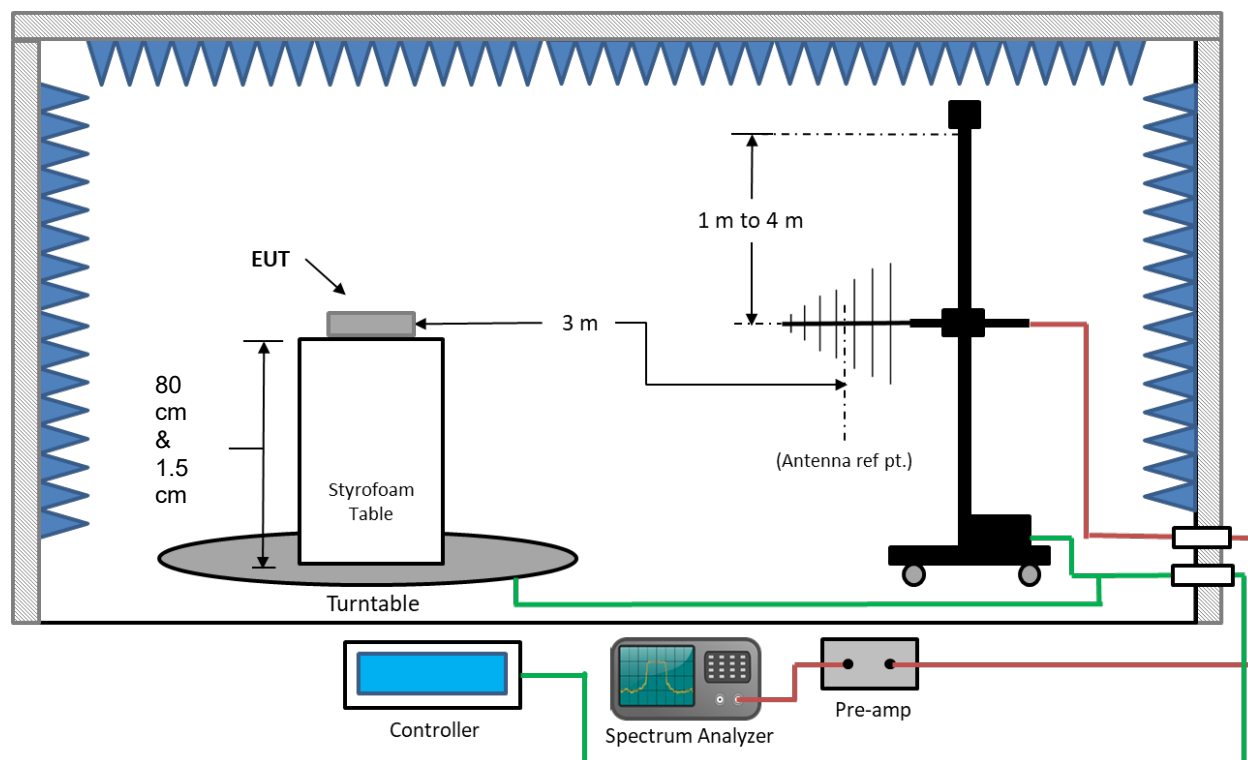 1 m to 4 m
EUT
3 m
80
cm
&
1.5
cm
(Antenna ref pt.)
Styrofoam
Table
Turntable
Controller
Spectrum Analyzer
Pre-amp